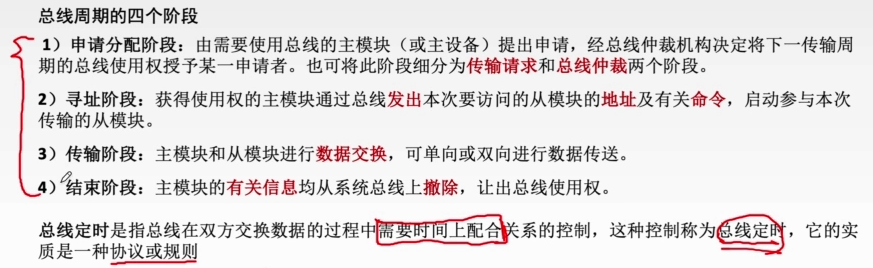 总线周期的四个阶段
1）申请分配阶段：由需要使用总线的主模块（或主设备）提出申请，经总线仲裁机构决定将下一传输周
期的总线使用权授予某一申请者。也可将此阶段细分为传输请求和总线仲裁两个阶段。
2）寻址阶段：获得使用权的主模块通过总线发出本次要访问的从模块的地址及有关命令，启动参与本次
传输的从模块。
3）传输阶段：主模块和从模块进行数据交换，可单向或双向进行数据传送。
4）结束阶段：主模块的有关信息均从系统总线上撤除，让出总线使用权。
总线定时是指总线在双方交换数据的过程中需要时间上配合关系的控制，这种控制称为总线定时，它的实
质是一种协议或规则